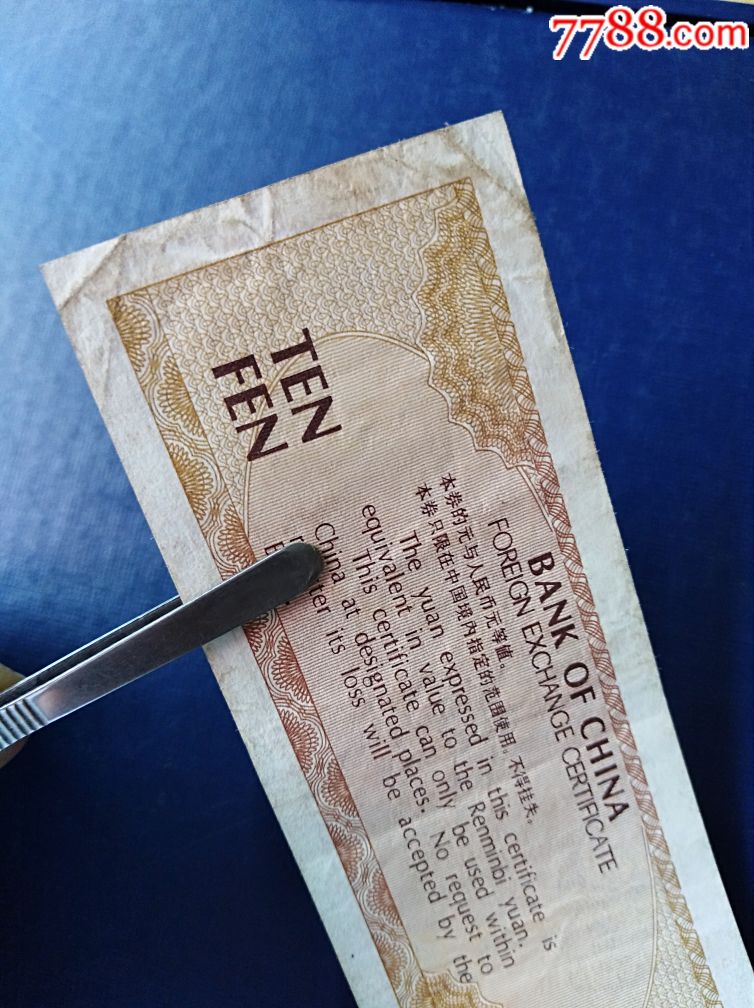 7788.com
TEN
FEN
BANK OF CHINA
FOREIGN EXCHANGE CERTIFICATE
本券的元与人民币元等值。
本券只限在中国境内指定的范围使用。不得挂失。
The yuan expressed in this certificate is
equivalent in value to the Renminbi yuan.
This certificate can only be used within
China at designated places. No request to
its loss will be accepted by the